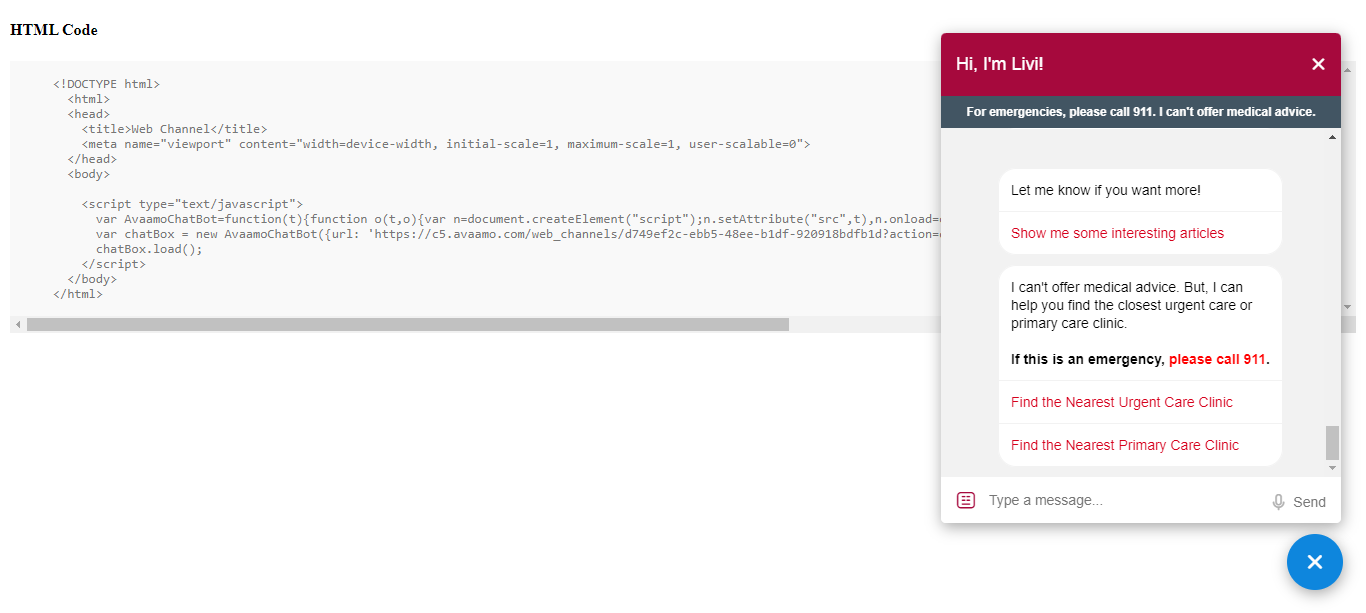 HTML Code
<!DOCTYPE html>
<html>
<head>
<title>Web Channel</title>
<meta name="viewport" content="width=device-width, initial-scale=1, maximum-scale=1, user-scalable=0">
</head>
<body>
<script type="text/javascript">
var AvaamoChatBot=function(t){function o(t,o){var n=document.createElement("script");n.setAttribute("src",t),n.onload=
var chatBox = new AvaamoChatBot({url: 'https://c5.avaamo.com/web_channels/d749ef2c-ebb5-48ee-b1df-920918bdfb1d?action=
chatBox.load();
</script>
</body>
</html>
Hi, I'm Livi!
For emergencies, please call 911. I can't offer medical advice.
Let me know if you want more!
Show me some interesting articles
I can't offer medical advice. But, I can
help you find the closest urgent care or
primary care clinic.
If this is an emergency, please call 911.
Find the Nearest Urgent Care Clinic
Find the Nearest Primary Care Clinic
Type a message...
Send